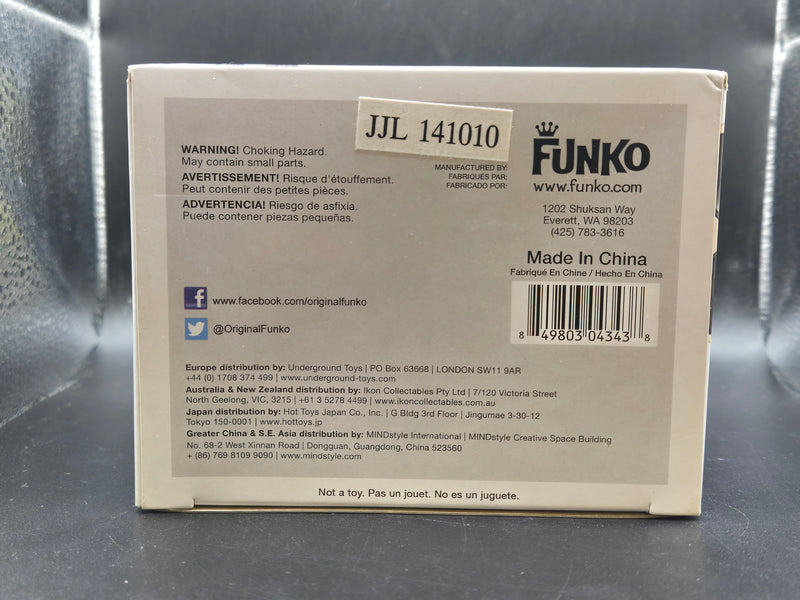 JJL 141010
WARNING! Choking Hazard.
May contain small parts.
AVERTISSEMENT! Risque d'étouffement.
Peut contenir des petites pièces.
ADVERTENCIA! Riesgo de asfixia.
Puede contener piezas pequeñas.
MANUFACTURED BY:
FABRIQUÉS PAR:
FABRICADO POR:
FUNKO
www.funko.com
1202 Shuksan Way
Everett, WA 98203
(425) 783-3616
Made In China
Fabriqué En Chine / Hecho En China
8 49803 04343 8
f www.facebook.com/originalfunko
@OriginalFunko
Europe distribution by: Underground Toys | PO Box 63668 | LONDON SW11 9AR
+44 (0) 1708 374 499 | www.underground-toys.com
Australia & New Zealand distribution by: Ikon Collectables Pty Ltd | 7/120 Victoria Street
North Geelong, VIC, 3215 | +61 3 5278 4499 | www.ikoncollectables.com.au
Japan distribution by: Hot Toys Japan Co., Inc. | G Bldg 3rd Floor | Jingumae 3-30-12
Tokyo 150-0001 | www.hottoys.jp
Greater China & S.E. Asia distribution by: MINDstyle International | MINDstyle Creative Space Building
No. 68-2 West Xinnan Road | Dongguan, Guangdong, China 523560
+ (86) 769 8109 9090 | www.mindstyle.com
Not a toy. Pas un jouet. No es un juguete.